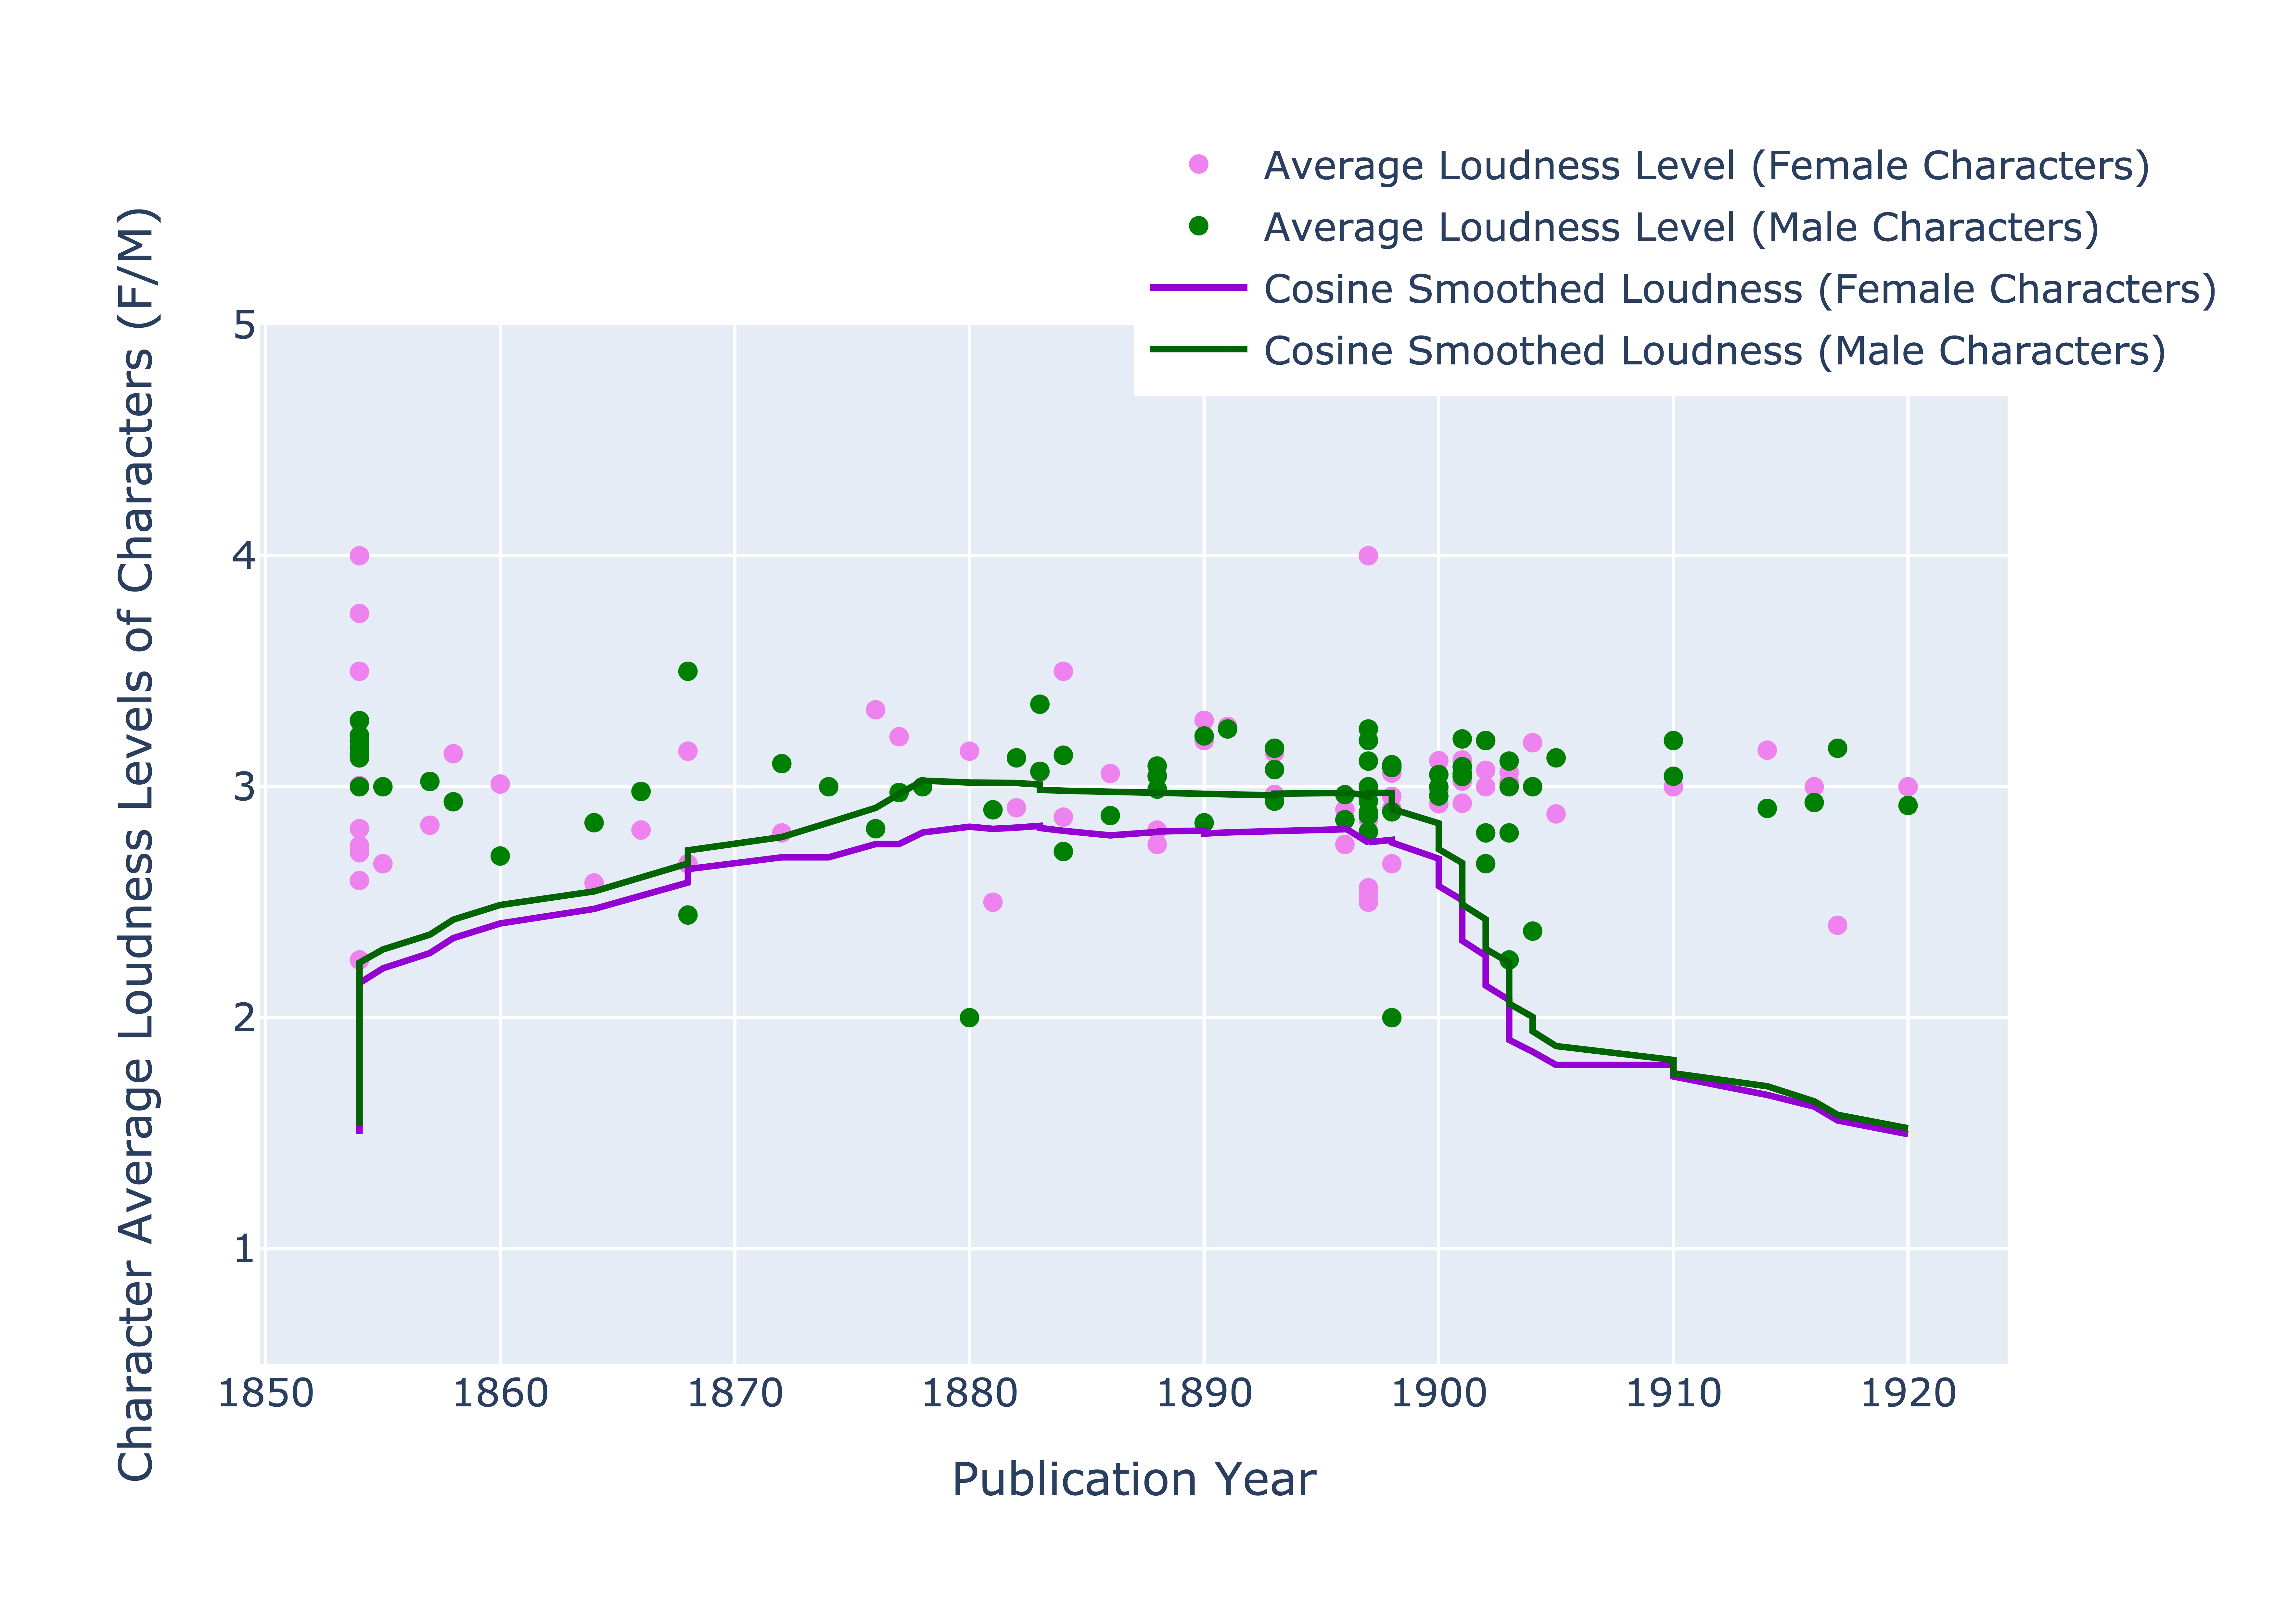 Average Loudness Level (Female Characters)
Average Loudness Level (Male Characters)
Cosine Smoothed Loudness (Female Characters)
Cosine Smoothed Loudness (Male Characters)
Character Average Loudness Levels of Characters (F/M)
5
4
3
2
1
1850 1860 1870 1880 1890 1900 1910 1920
Publication Year